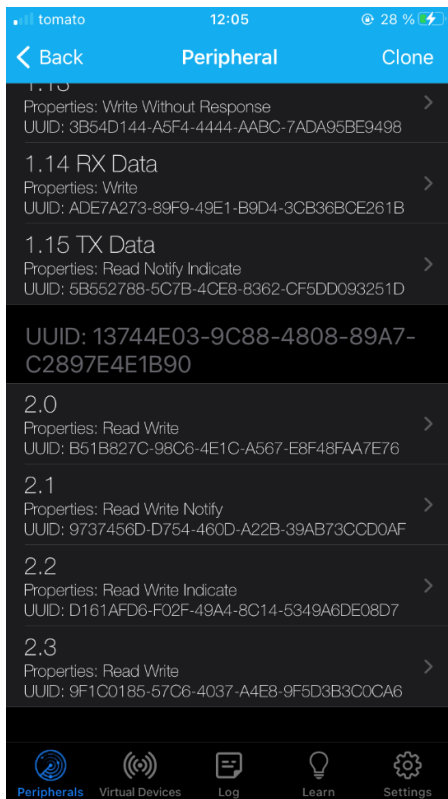 tomato 12:05 28 %
Back Peripheral Clone
1.13
Properties: Write Without Response
UUID: 3B54D144-A5F4-4444-AABC-7ADA95BE9498
1.14 RX Data
Properties: Write
UUID: ADE7A273-89F9-49E1-B9D4-3CB36BCE261B
1.15 TX Data
Properties: Read Notify Indicate
UUID: 5B552788-5C7B-4CE8-8362-CF5DD093251D
UUID: 13744E03-9C88-4808-89A7-
C2897E4E1B90
2.0
Properties: Read Write
UUID: B51B827C-98C6-4E1C-A567-E8F48FAA7E76
2.1
Properties: Read Write Notify
UUID: 9737456D-D754-460D-A22B-39AB73CCD0AF
2.2
Properties: Read Write Indicate
UUID: D161AFD6-F02F-49A4-8C14-5349A6DE08D7
2.3
Properties: Read Write
UUID: 9F1C0185-57C6-4037-A4E8-9F5D3B3C0CA6
Peripherals Virtual Devices Log Learn Settings